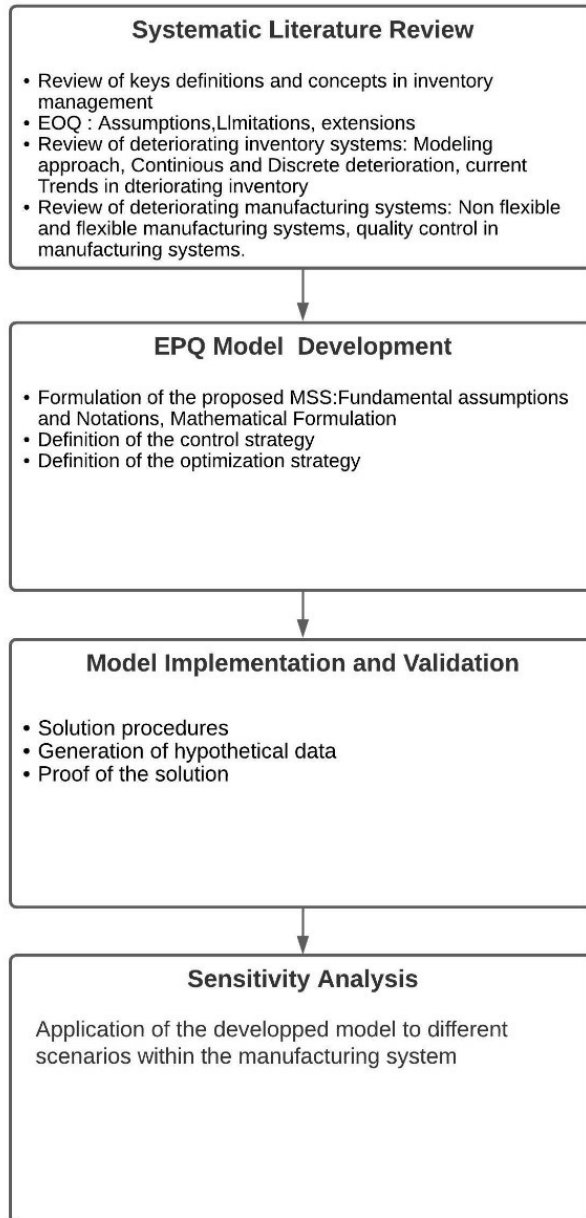 Systematic Literature Review
• Review of keys definitions and concepts in inventory
management
• EOQ : Assumptions,LImitations, extensions
• Review of deteriorating inventory systems: Modeling
approach, Continious and Discrete deterioration, current
Trends in dteriorating inventory
• Review of deteriorating manufacturing systems: Non flexible
and flexible manufacturing systems, quality control in
manufacturing systems.
EPQ Model Development
• Formulation of the proposed MSS:Fundamental assumptions
and Notations, Mathematical Formulation
• Definition of the control strategy
• Definition of the optimization strategy
Model Implementation and Validation
• Solution procedures
• Generation of hypothetical data
• Proof of the solution
Sensitivity Analysis
Application of the developped model to different
scenarios within the manufacturing system